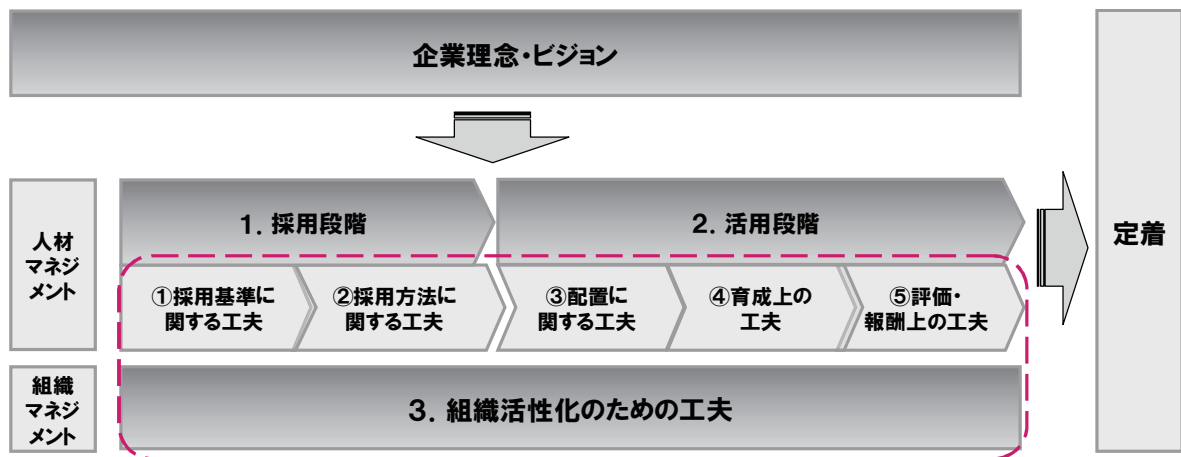 企業理念・ビジョン
人材
マネジ
メント
1. 採用段階
2. 活用段階
①採用基準に
関する工夫
②採用方法に
関する工夫
③配置に
関する工夫
④育成上の
工夫
⑤評価・
報酬上の工夫
組織
マネジ
メント
3. 組織活性化のための工夫
定着